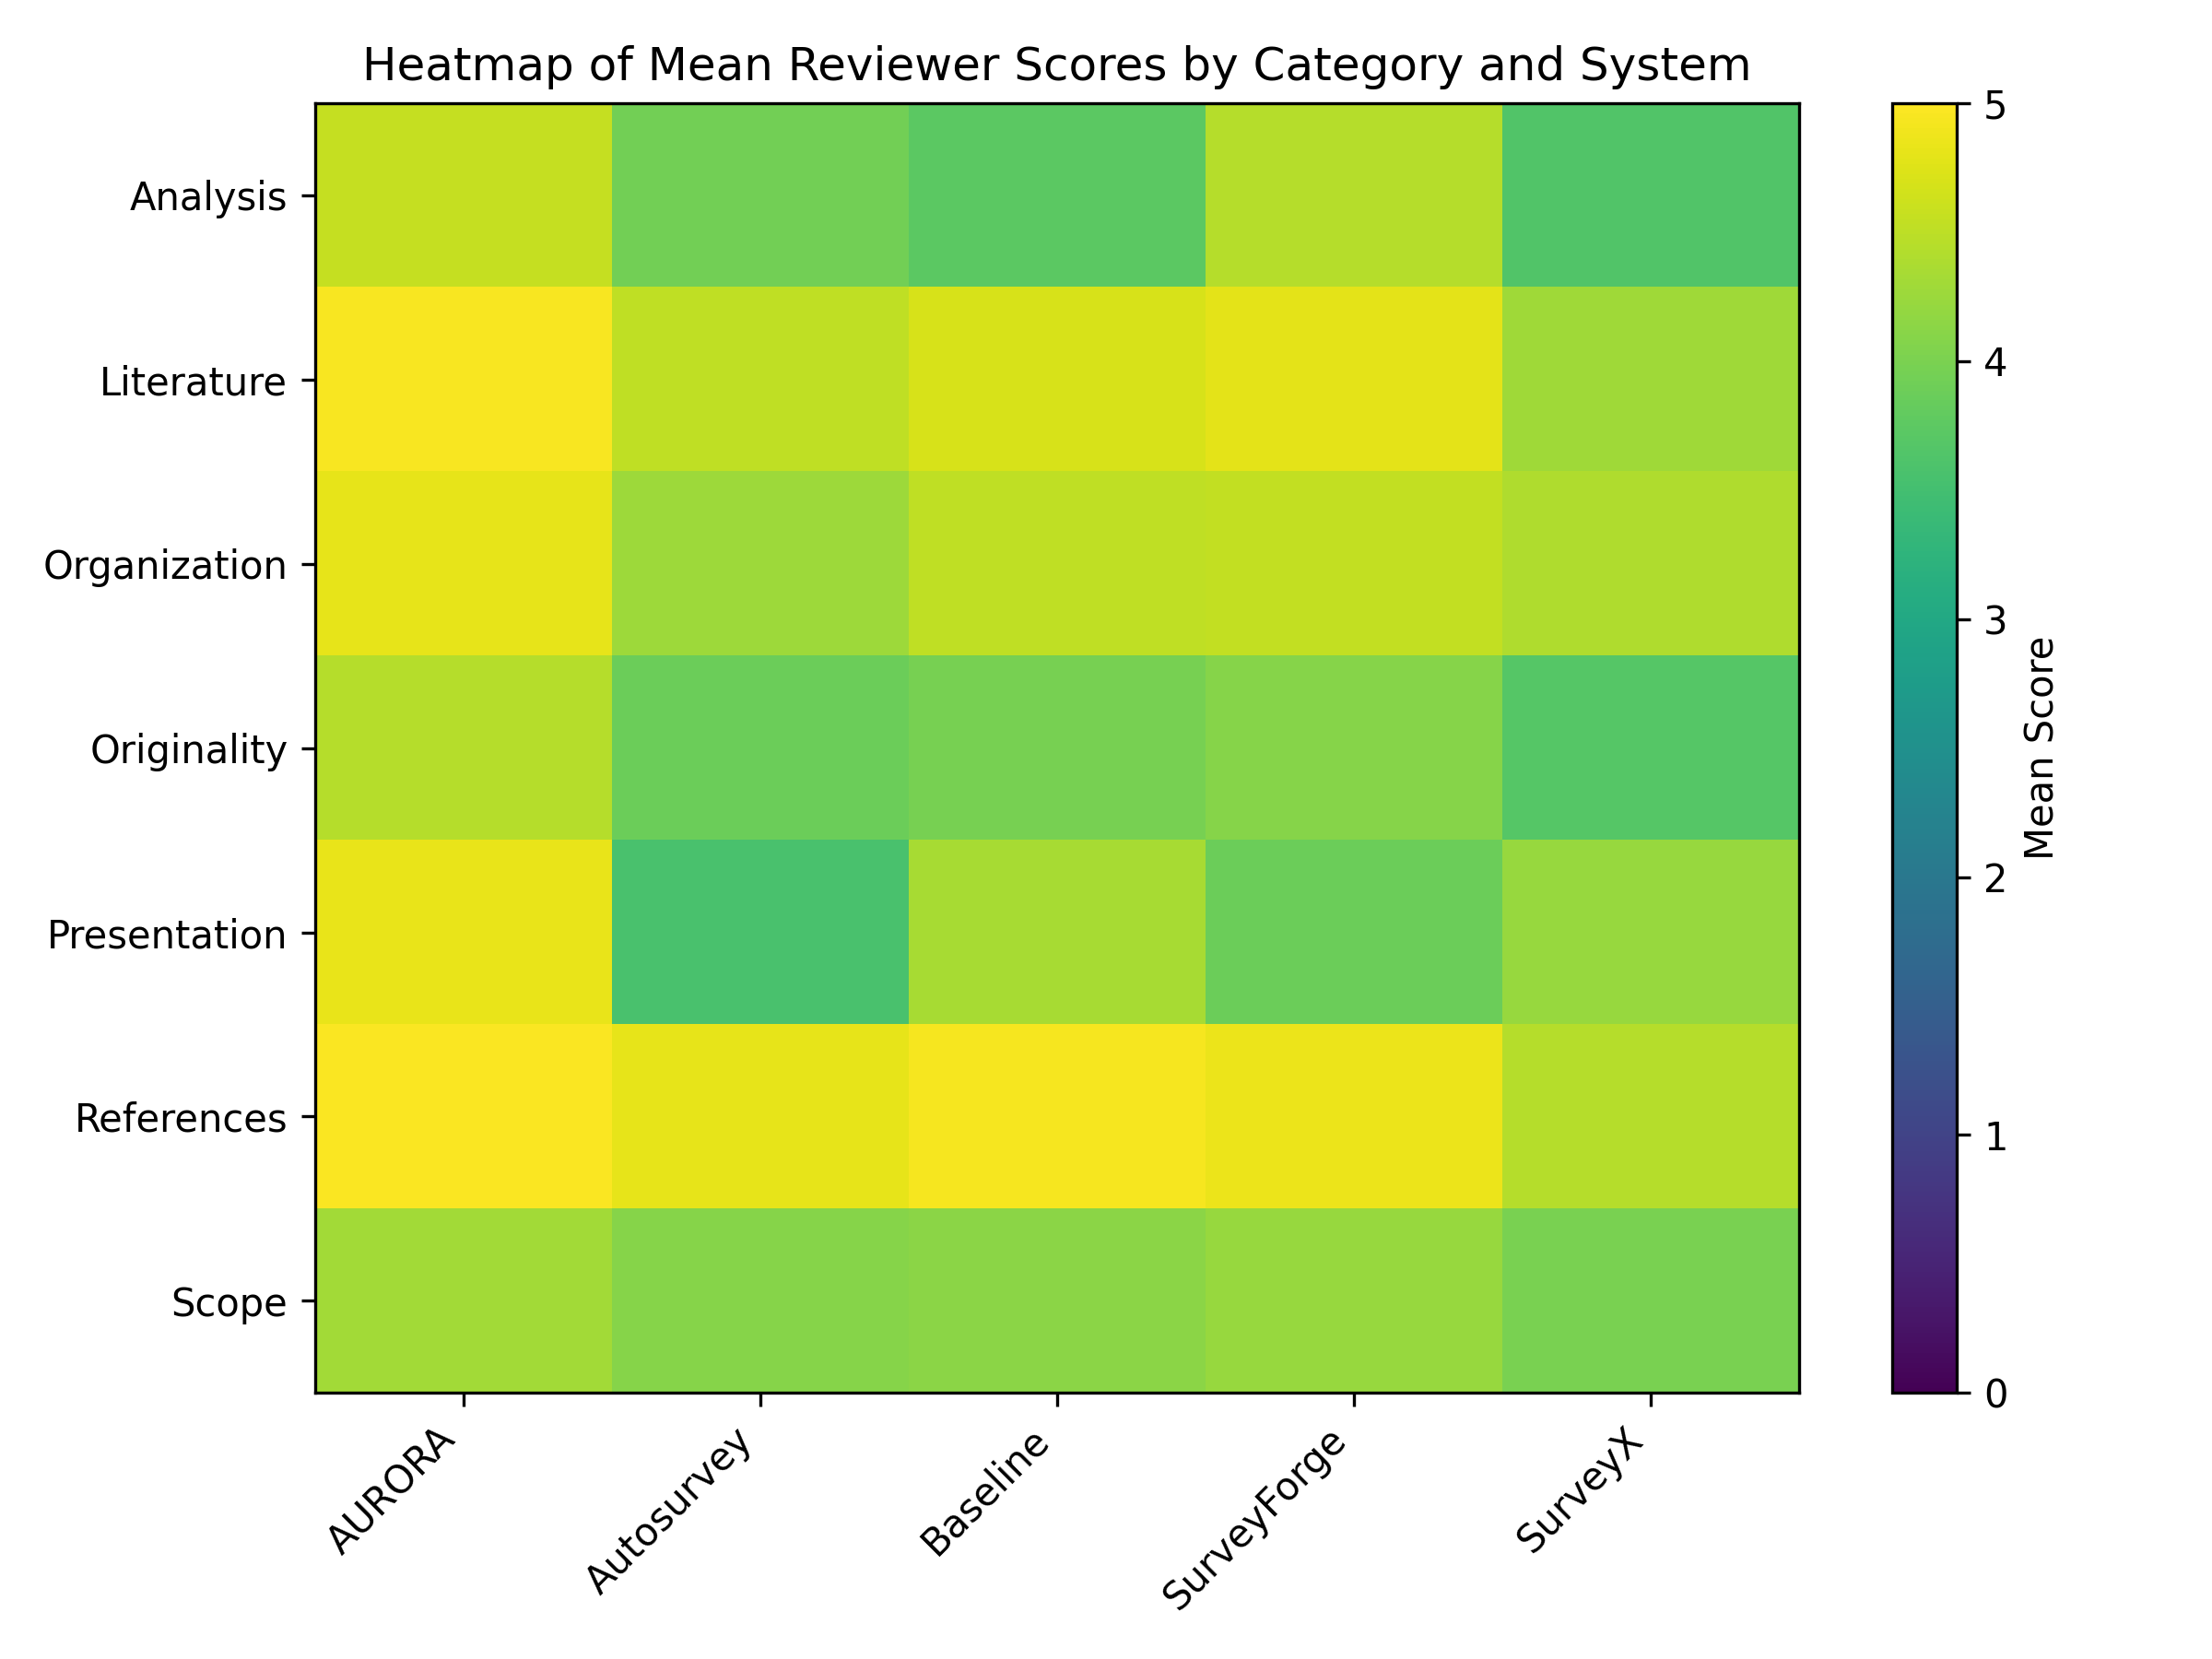 Heatmap of Mean Reviewer Scores by Category and System
Analysis
Literature
Organization
Originality
Presentation
References
Scope
AURORA
Autosurvey
Baseline
SurveyForge
SurveyX
5
4
3
2
1
0
Mean Score